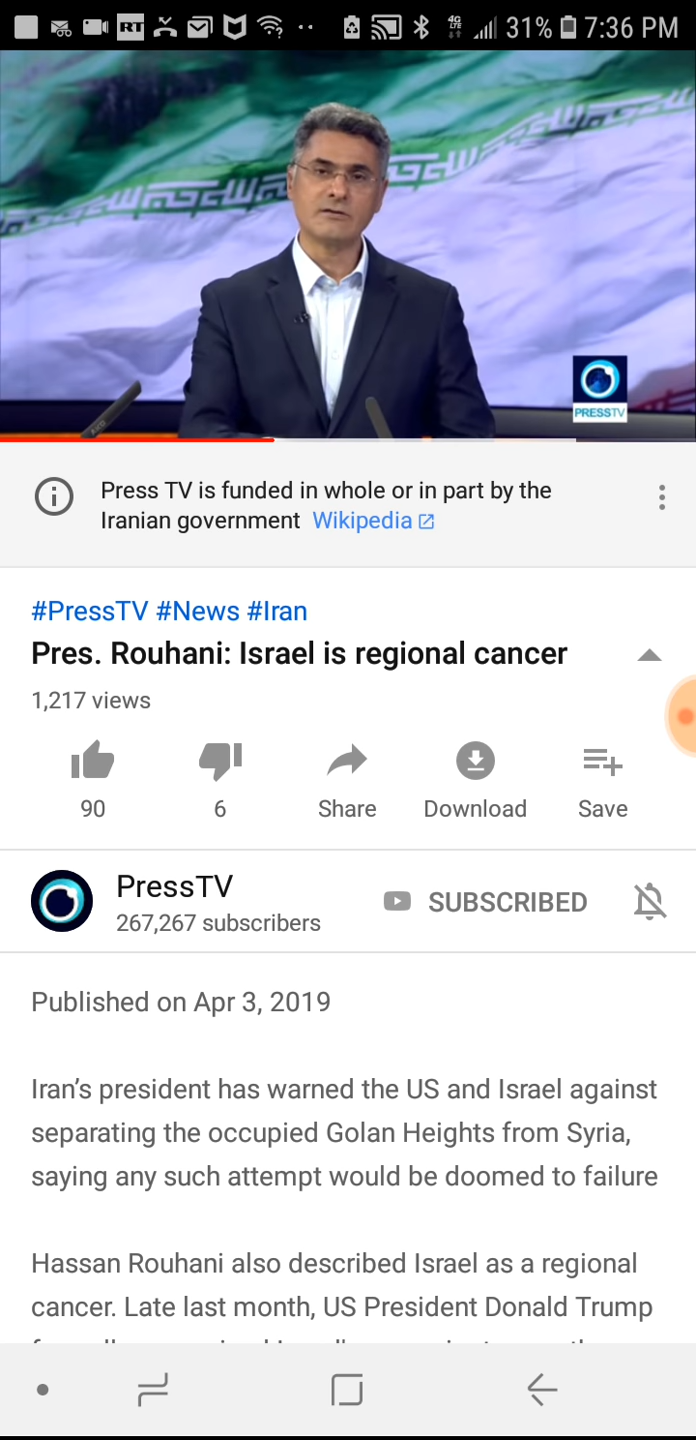 RT
4G
LTE
31%
7:36 PM
PRESSTV
Press TV is funded in whole or in part by the
Iranian government Wikipedia
#PressTV #News #Iran
Pres. Rouhani: Israel is regional cancer
1,217 views
90
6
Share
Download
Save
PressTV
267,267 subscribers
SUBSCRIBED
Published on Apr 3, 2019
Iran’s president has warned the US and Israel against
separating the occupied Golan Heights from Syria,
saying any such attempt would be doomed to failure
Hassan Rouhani also described Israel as a regional
cancer. Late last month, US President Donald Trump